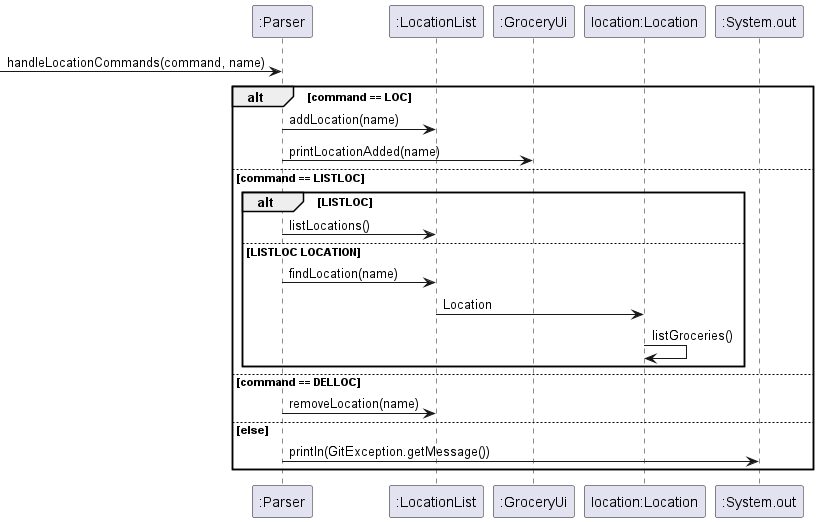 :Parser :LocationList :GroceryUi location:Location :System.out
handleLocationCommands(command, name)
alt [command == LOC]
addLocation(name)
printLocationAdded(name)
[command == LISTLOC]
alt [LISTLOC]
listLocations()
[LISTLOC LOCATION]
findLocation(name)
Location
listGroceries()
[command == DELLOC]
removeLocation(name)
[else]
println(GitException.getMessage())
:Parser :LocationList :GroceryUi location:Location :System.out